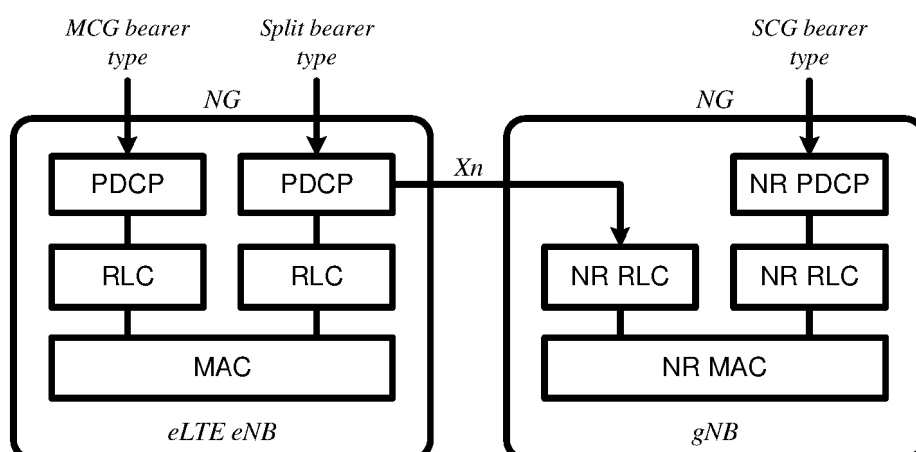 MCG bearer
type
Split bearer
type
SCG bearer
type
NG
NG
PDCP
PDCP
Xn
NR PDCP
RLC
RLC
NR RLC
NR RLC
MAC
NR MAC
eLTE eNB
gNB